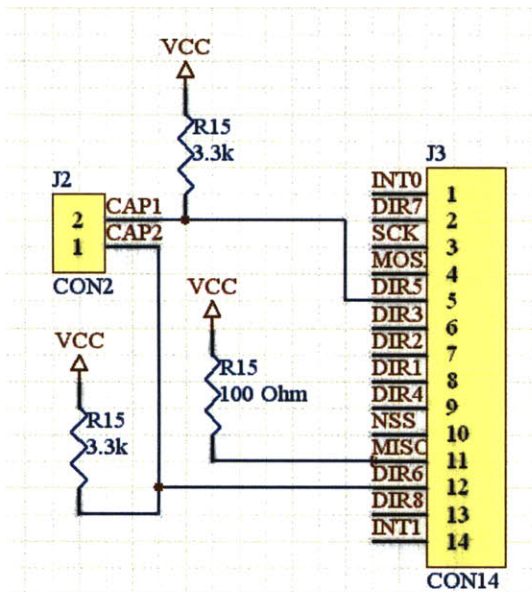 VCC
R15
3.3k
J2
CAP1
2
CAP2
1
CON2
VCC
R15
100 Ohm
VCC
R15
3.3k
J3
INT0 1
DIR7 2
SCK 3
MOS 4
DIR5 5
DIR3 6
DIR2 7
DIR1 8
DIR4 9
NSS 10
MISO 11
DIR6 12
DIR8 13
INT1 14
CON14